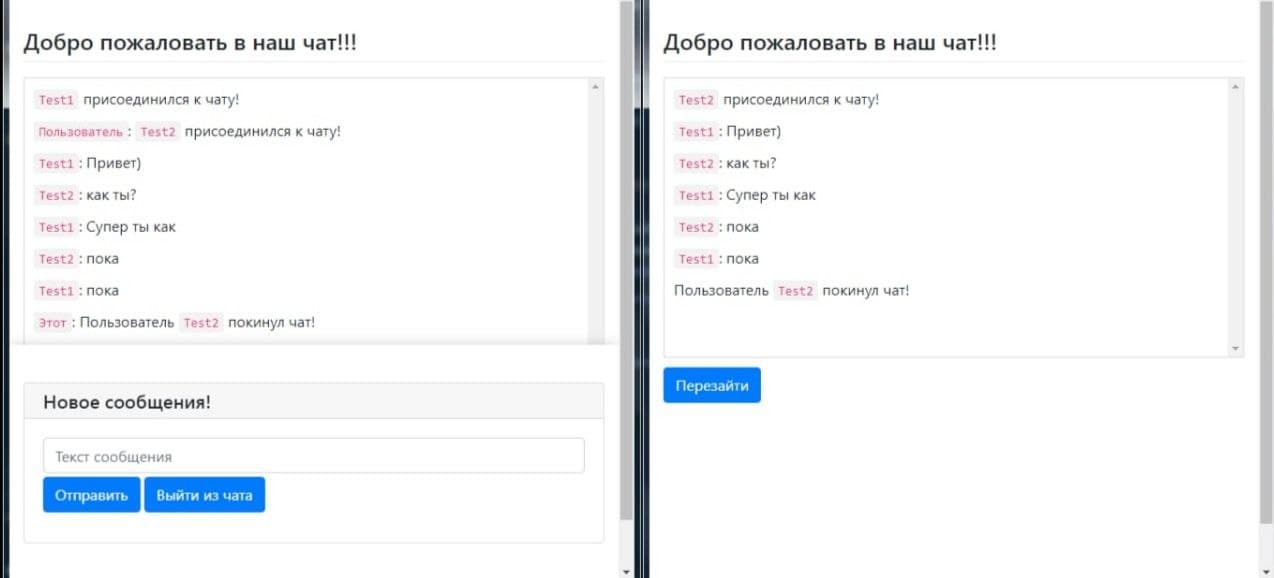 Добро пожаловать в наш чат!!!
Test1 присоединился к чату!
Пользователь: Test2 присоединился к чату!
Test1: Привет)
Test2: как ты?
Test1: Супер ты как
Test2: пока
Test1: пока
Этот: Пользователь Test2 покинул чат!
Новое сообщения!
Текст сообщения
Отправить Выйти из чата
Добро пожаловать в наш чат!!!
Test2 присоединился к чату!
Test1: Привет)
Test2: как ты?
Test1: Супер ты как
Test2: пока
Test1: пока
Пользователь Test2 покинул чат!
Перезайти